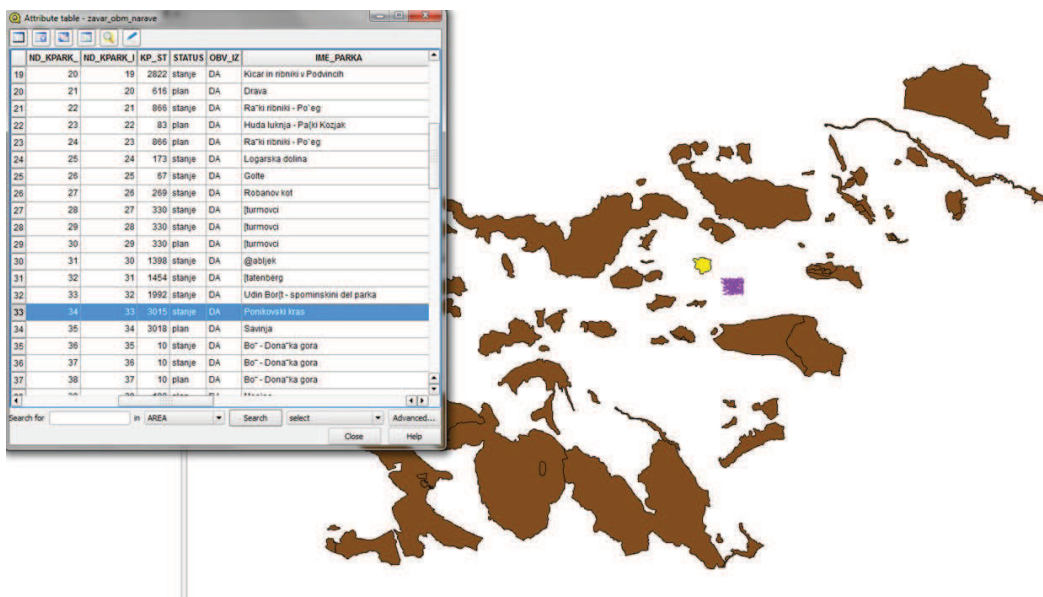 Attribute table - zavar_obm_narave
ND_KPARK_ ND_KPARK_I KP_ST STATUS OBV_IZ IME_PARKA
19 20 19 2822 stanje DA Kicar in ribniki v Podvincih
20 21 20 616 plan DA Drava
21 22 21 866 stanje DA Ra~ki ribniki - Po`eg
22 23 22 83 plan DA Huda luknja - Pa{ki Kozjak
23 24 23 866 plan DA Ra~ki ribniki - Po`eg
24 25 24 173 stanje DA Logarska dolina
25 26 25 67 stanje DA Golte
26 27 26 269 stanje DA Robanov kot
27 28 27 330 stanje DA [turmovci
28 29 28 330 stanje DA [turmovci
29 30 29 330 plan DA [turmovci
30 31 30 1398 stanje DA @abljek
31 32 31 1454 stanje DA [tatenberg
32 33 32 1992 stanje DA Udin Bor{t - spominskini del parka
33 34 33 3015 stanje DA Ponikovski kras
34 35 34 3018 plan DA Savinja
35 36 35 10 stanje DA Bo~ - Dona~ka gora
36 37 36 10 stanje DA Bo~ - Dona~ka gora
37 38 37 10 plan DA Bo~ - Dona~ka gora
Search for in AREA Search select Advanced...
Close Help